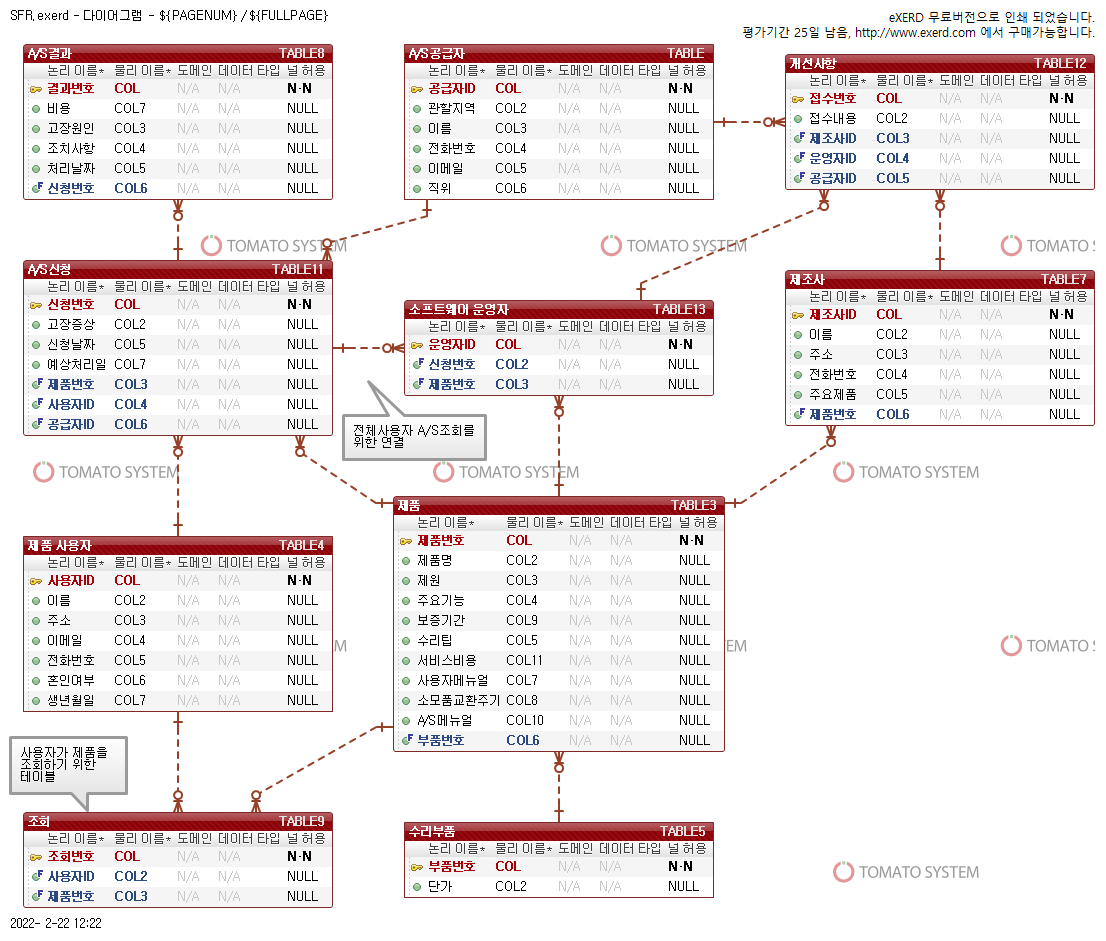 SFR.exerd - 다이어그램 - ${PAGENUM} / ${FULLPAGE}
eXERD 무료버전으로 인쇄 되었습니다.
평가기간 25일 남음, http://www.exerd.com 에서 구매가능합니다.
A/S결과 TABLE8
논리 이름* 물리 이름* 도메인 데이터 타입 널 허용
결과번호 COL N/A N/A N-N
비용 COL7 N/A N/A NULL
고장원인 COL3 N/A N/A NULL
조치사항 COL4 N/A N/A NULL
처리날짜 COL5 N/A N/A NULL
신청번호 COL6 N/A N/A NULL
A/S공급자 TABLE
논리 이름* 물리 이름* 도메인 데이터 타입 널 허용
공급자ID COL N/A N/A N-N
관할지역 COL2 N/A N/A NULL
이름 COL3 N/A N/A NULL
전화번호 COL4 N/A N/A NULL
이메일 COL5 N/A N/A NULL
직위 COL6 N/A N/A NULL
개선사항 TABLE12
논리 이름* 물리 이름* 도메인 데이터 타입 널 허용
접수번호 COL N/A N/A N-N
접수내용 COL2 N/A N/A NULL
제조사ID COL3 N/A N/A NULL
운영자ID COL4 N/A N/A NULL
공급자ID COL5 N/A N/A NULL
TOMATO SYSTEM
TOMATO SYSTEM
TOMATO S
A/S신청 TABLE11
논리 이름* 물리 이름* 도메인 데이터 타입 널 허용
신청번호 COL N/A N/A N-N
고장증상 COL2 N/A N/A NULL
신청날짜 COL5 N/A N/A NULL
예상처리일 COL7 N/A N/A NULL
제품번호 COL3 N/A N/A NULL
사용자ID COL4 N/A N/A NULL
공급자ID COL6 N/A N/A NULL
소프트웨어 운영자 TABLE13
논리 이름* 물리 이름* 도메인 데이터 타입 널 허용
운영자ID COL N/A N/A N-N
신청번호 COL2 N/A N/A NULL
제품번호 COL3 N/A N/A NULL
제조사 TABLE7
논리 이름* 물리 이름* 도메인 데이터 타입 널 허용
제조사ID COL N/A N/A N-N
이름 COL2 N/A N/A NULL
주소 COL3 N/A N/A NULL
전화번호 COL4 N/A N/A NULL
주요제품 COL5 N/A N/A NULL
제품번호 COL6 N/A N/A NULL
전체사용자 A/S조회를
위한 연결
TOMATO SYSTEM
TOMATO SYSTEM
TOMATO SYSTEM
제품 사용자 TABLE4
논리 이름* 물리 이름* 도메인 데이터 타입 널 허용
사용자ID COL N/A N/A N-N
이름 COL2 N/A N/A NULL
주소 COL3 N/A N/A NULL
이메일 COL4 N/A N/A NULL
전화번호 COL5 N/A N/A NULL
혼인여부 COL6 N/A N/A NULL
생년월일 COL7 N/A N/A NULL
제품 TABLE3
논리 이름* 물리 이름* 도메인 데이터 타입 널 허용
제품번호 COL N/A N/A N-N
제품명 COL2 N/A N/A NULL
제원 COL3 N/A N/A NULL
주요기능 COL4 N/A N/A NULL
보증기간 COL9 N/A N/A NULL
수리팁 COL5 N/A N/A NULL
서비스비용 COL11 N/A N/A NULL
사용자메뉴얼 COL7 N/A N/A NULL
소모품교환주기 COL8 N/A N/A NULL
A/S메뉴얼 COL10 N/A N/A NULL
부품번호 COL6 N/A N/A NULL
M
EM
TOMATO S
사용자가 제품을
조회하기 위한
테이블
조회 TABLE9
논리 이름* 물리 이름* 도메인 데이터 타입 널 허용
조회번호 COL N/A N/A N-N
사용자ID COL2 N/A N/A NULL
제품번호 COL3 N/A N/A NULL
수리부품 TABLE5
논리 이름* 물리 이름* 도메인 데이터 타입 널 허용
부품번호 COL N/A N/A N-N
단가 COL2 N/A N/A NULL
TOMATO SYSTEM
2022- 2-22 12:22